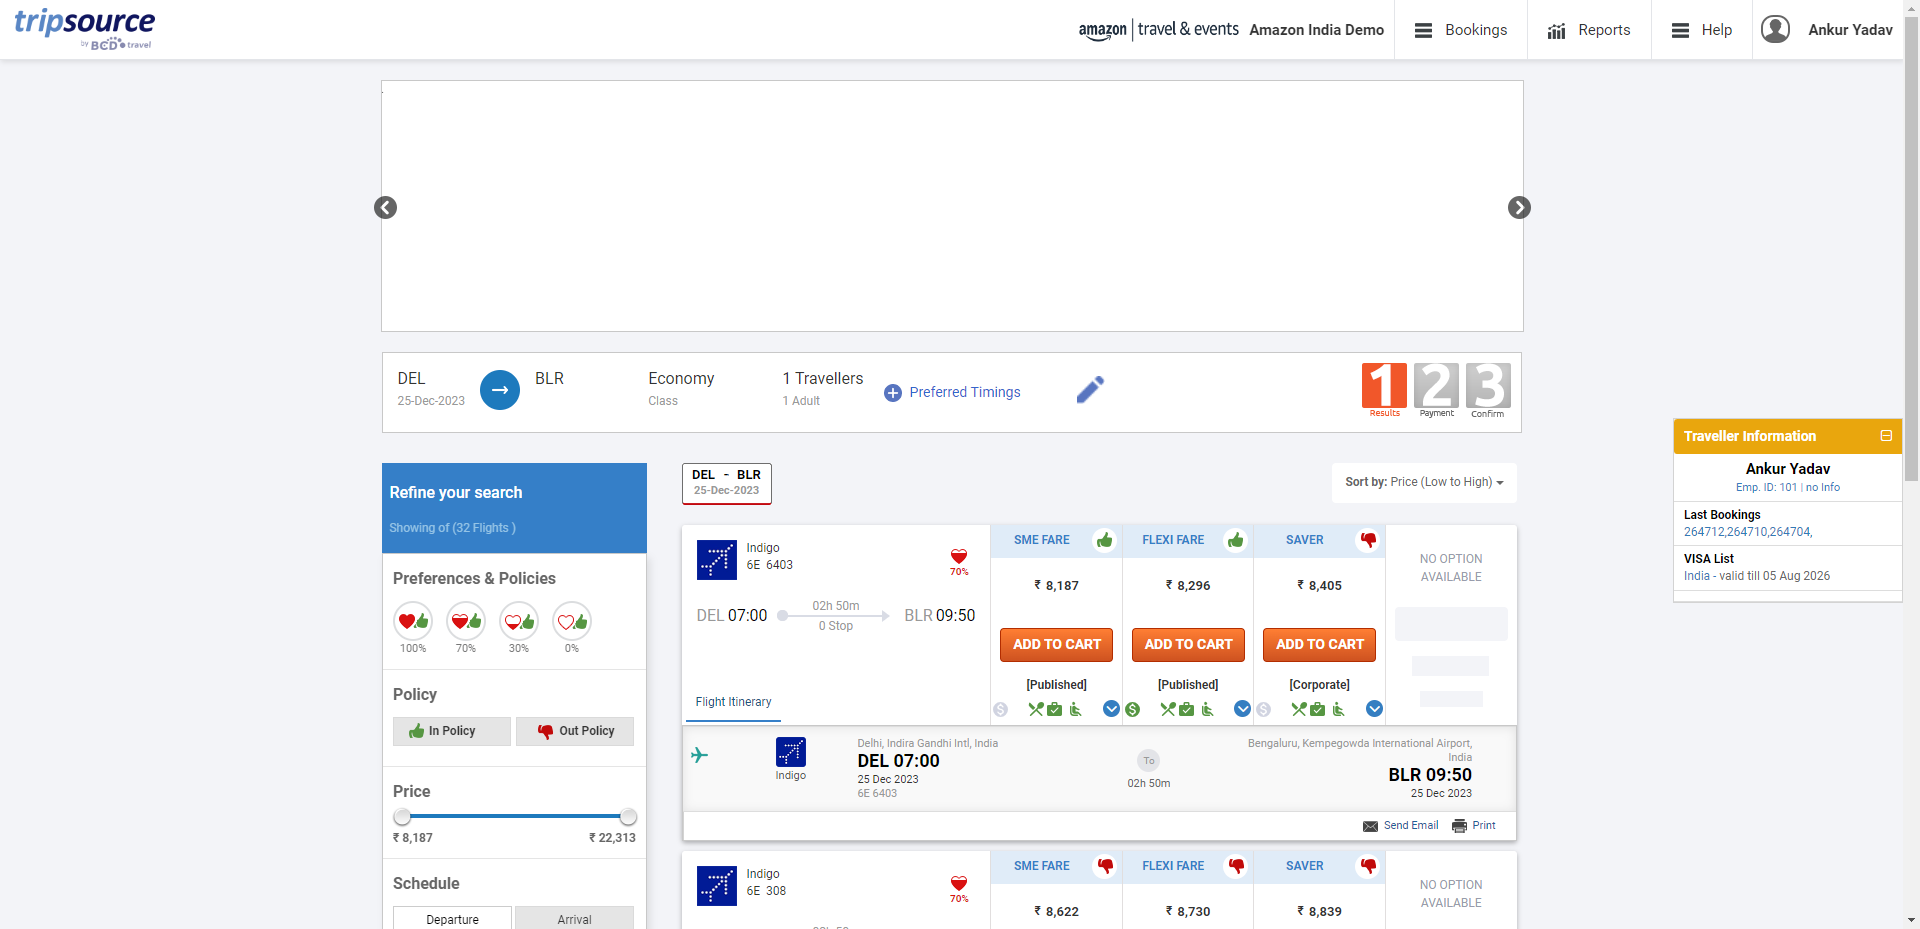 tripsource
by BCD travel
amazon | travel & events Amazon India Demo
Bookings
Reports
Help
Ankur Yadav
DEL
25-Dec-2023
BLR
Economy
Class
1 Travellers
1 Adult
Preferred Timings
1 2 3
Results Payment Confirm
Traveller Information
Ankur Yadav
Emp. ID: 101 | no Info
Last Bookings
264712,264710,264704,
VISA List
India - valid till 05 Aug 2026
Refine your search
Showing of (32 Flights )
Preferences & Policies
100% 70% 30% 0%
Policy
In Policy Out Policy
Price
₹ 8,187 ₹ 22,313
Schedule
Departure Arrival
DEL - BLR
25-Dec-2023
Sort by: Price (Low to High)
Indigo
6E 6403
70%
DEL 07:00
02h 50m
0 Stop
BLR 09:50
Flight Itinerary
SME FARE FLEXI FARE SAVER
₹ 8,187 ₹ 8,296 ₹ 8,405
ADD TO CART ADD TO CART ADD TO CART
[Published] [Published] [Corporate]
NO OPTION
AVAILABLE
Indigo
Delhi, Indira Gandhi Intl, India
DEL 07:00
25 Dec 2023
6E 6403
To
02h 50m
Bengaluru, Kempegowda International Airport,
India
BLR 09:50
25 Dec 2023
Send Email Print
Indigo
6E 308
70%
SME FARE FLEXI FARE SAVER
₹ 8,622 ₹ 8,730 ₹ 8,839
NO OPTION
AVAILABLE